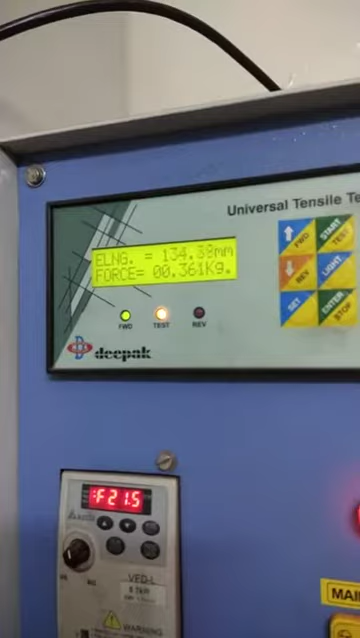 Universal Tensile Te
ELNG. = 134.38mm
FORCE= 00.361Kg.
FWD
START
TEST
REV
LIGHT
SET
ENTER
STOP
FWD TEST REV
deepak
F21.5
VFD-L
WARNING
MAI